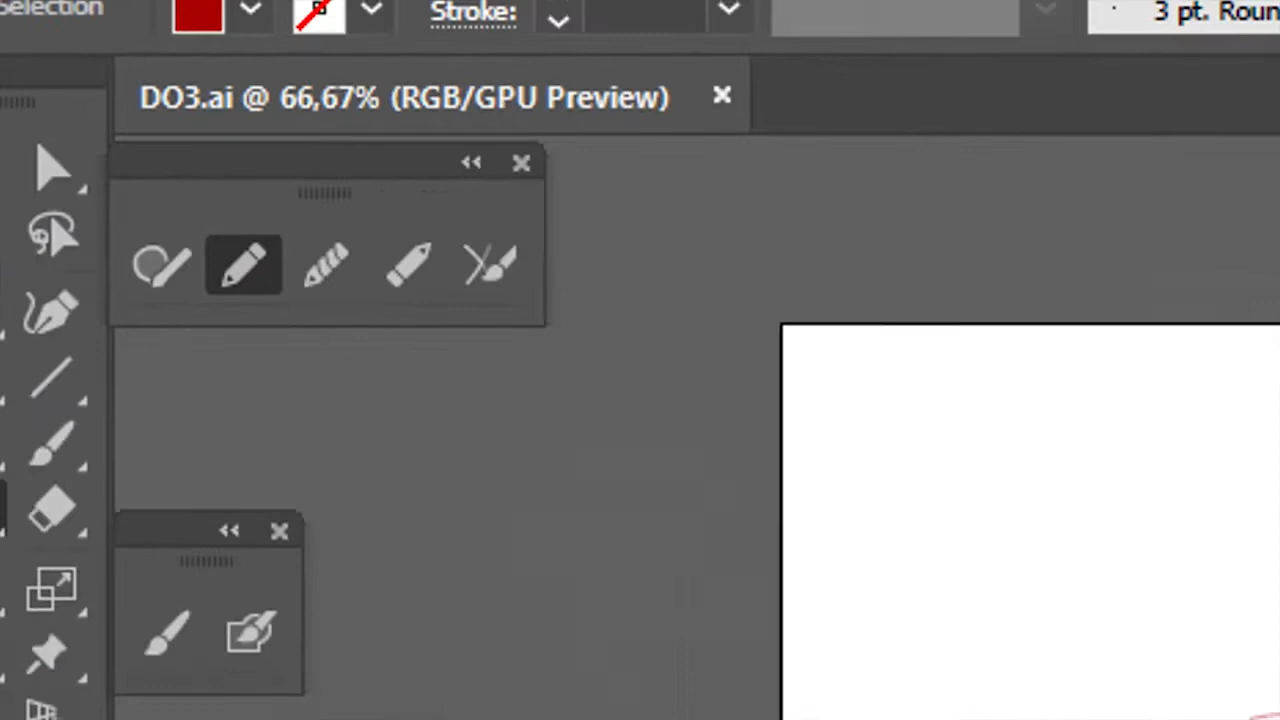 Selection Stroke: 3 pt. Roun
DO3.ai @ 66,67% (RGB/GPU Preview)